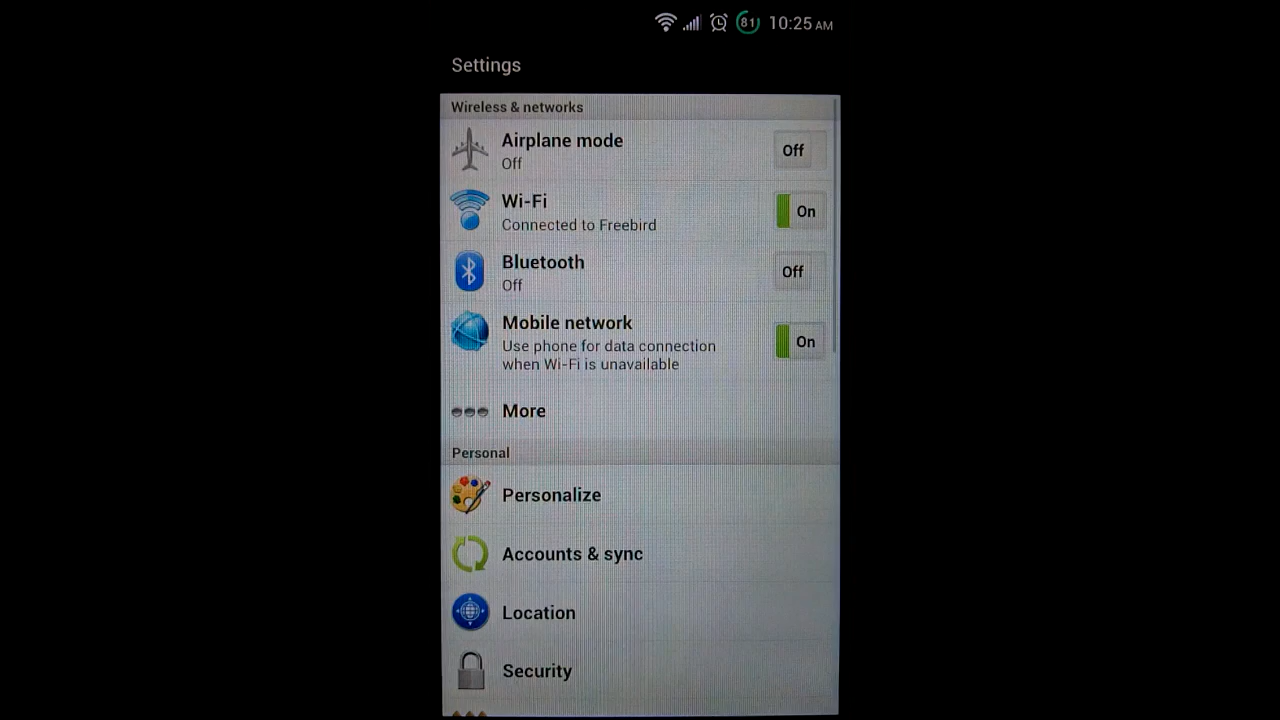 81 10:25 AM
Settings
Wireless & networks
Airplane mode
Off
Off
Wi-Fi
Connected to Freebird
On
Bluetooth
Off
Off
Mobile network
Use phone for data connection
when Wi-Fi is unavailable
On
More
Personal
Personalize
Accounts & sync
Location
Security